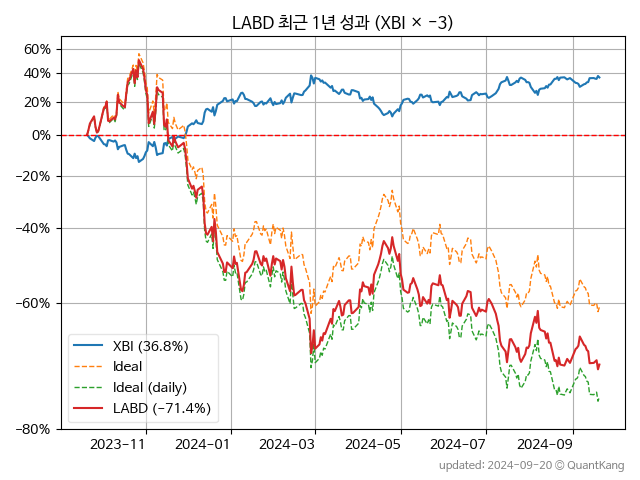 LABD 최근 1년 성과 (XBI × −3)
60%
40%
20%
0%
−20%
−40%
−60%
−80%
XBI (36.8%)
Ideal
Ideal (daily)
LABD (−71.4%)
2023−11
2024−01
2024−03
2024−05
2024−07
2024−09
updated: 2024−09−20 © QuantKang